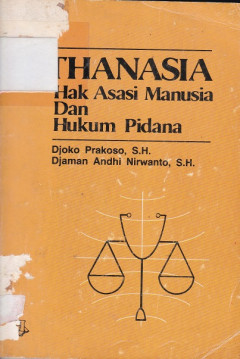 THANASIA
Hak Asasi Manusia
Dan
Hukum Pidana
Djoko Prakoso, S.H.
Djaman Andhi Nirwanto, S.H.